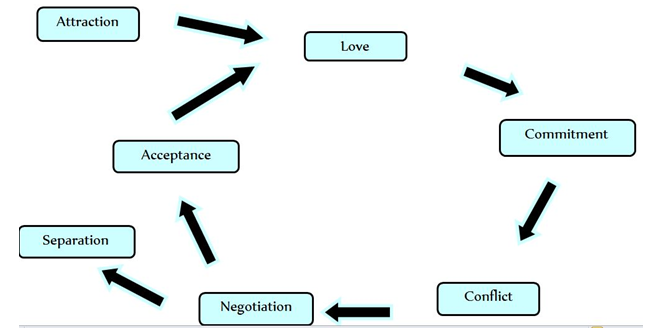 Attraction
Love
Commitment
Acceptance
Separation
Negotiation
Conflict